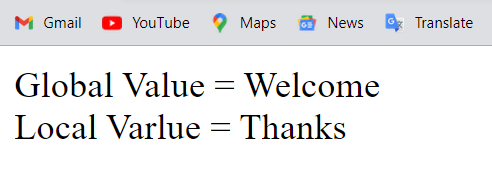 Gmail YouTube Maps News Translate
Global Value = Welcome
Local Varlue = Thanks